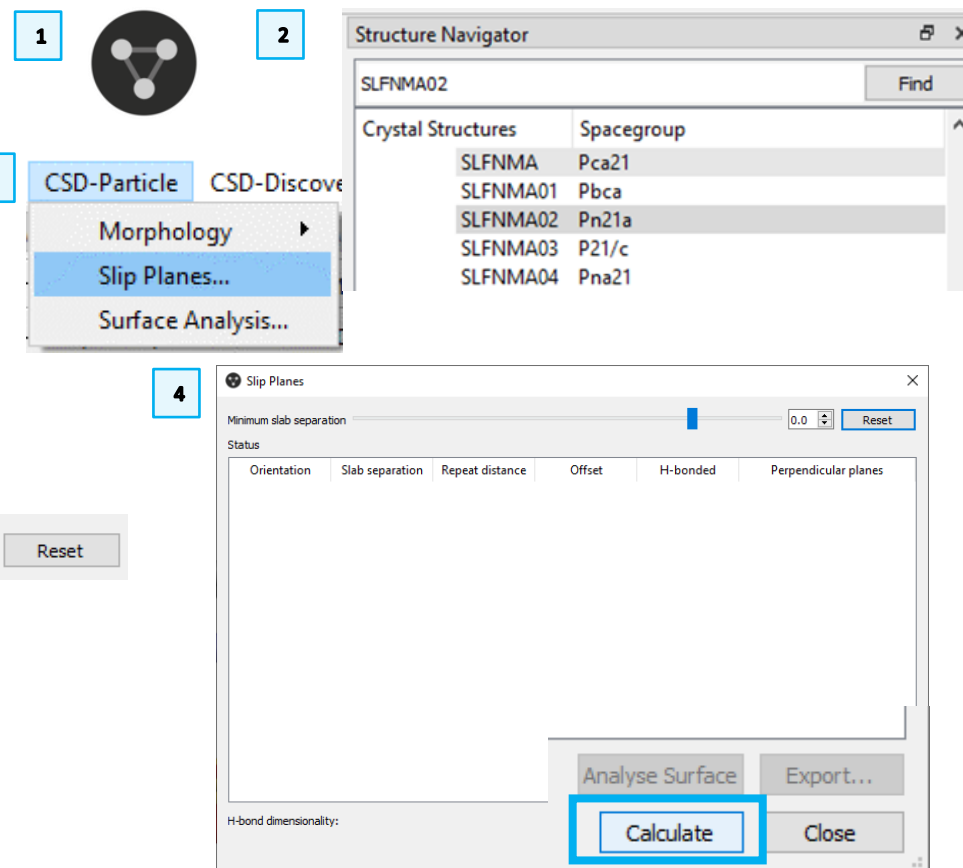 1
2
Structure Navigator
SLFNMA02 Find
Crystal Structures Spacegroup
SLFNMA Pca21
SLFNMA01 Pbca
SLFNMA02 Pn21a
SLFNMA03 P21/c
SLFNMA04 Pna21
CSD-Particle CSD-Discove
Morphology
Slip Planes...
Surface Analysis...
4
Slip Planes
Minimum slab separation 0.0 Reset
Status
Orientation Slab separation Repeat distance Offset H-bonded Perpendicular planes
Reset
Analyse Surface Export...
H-bond dimensionality:
Calculate Close